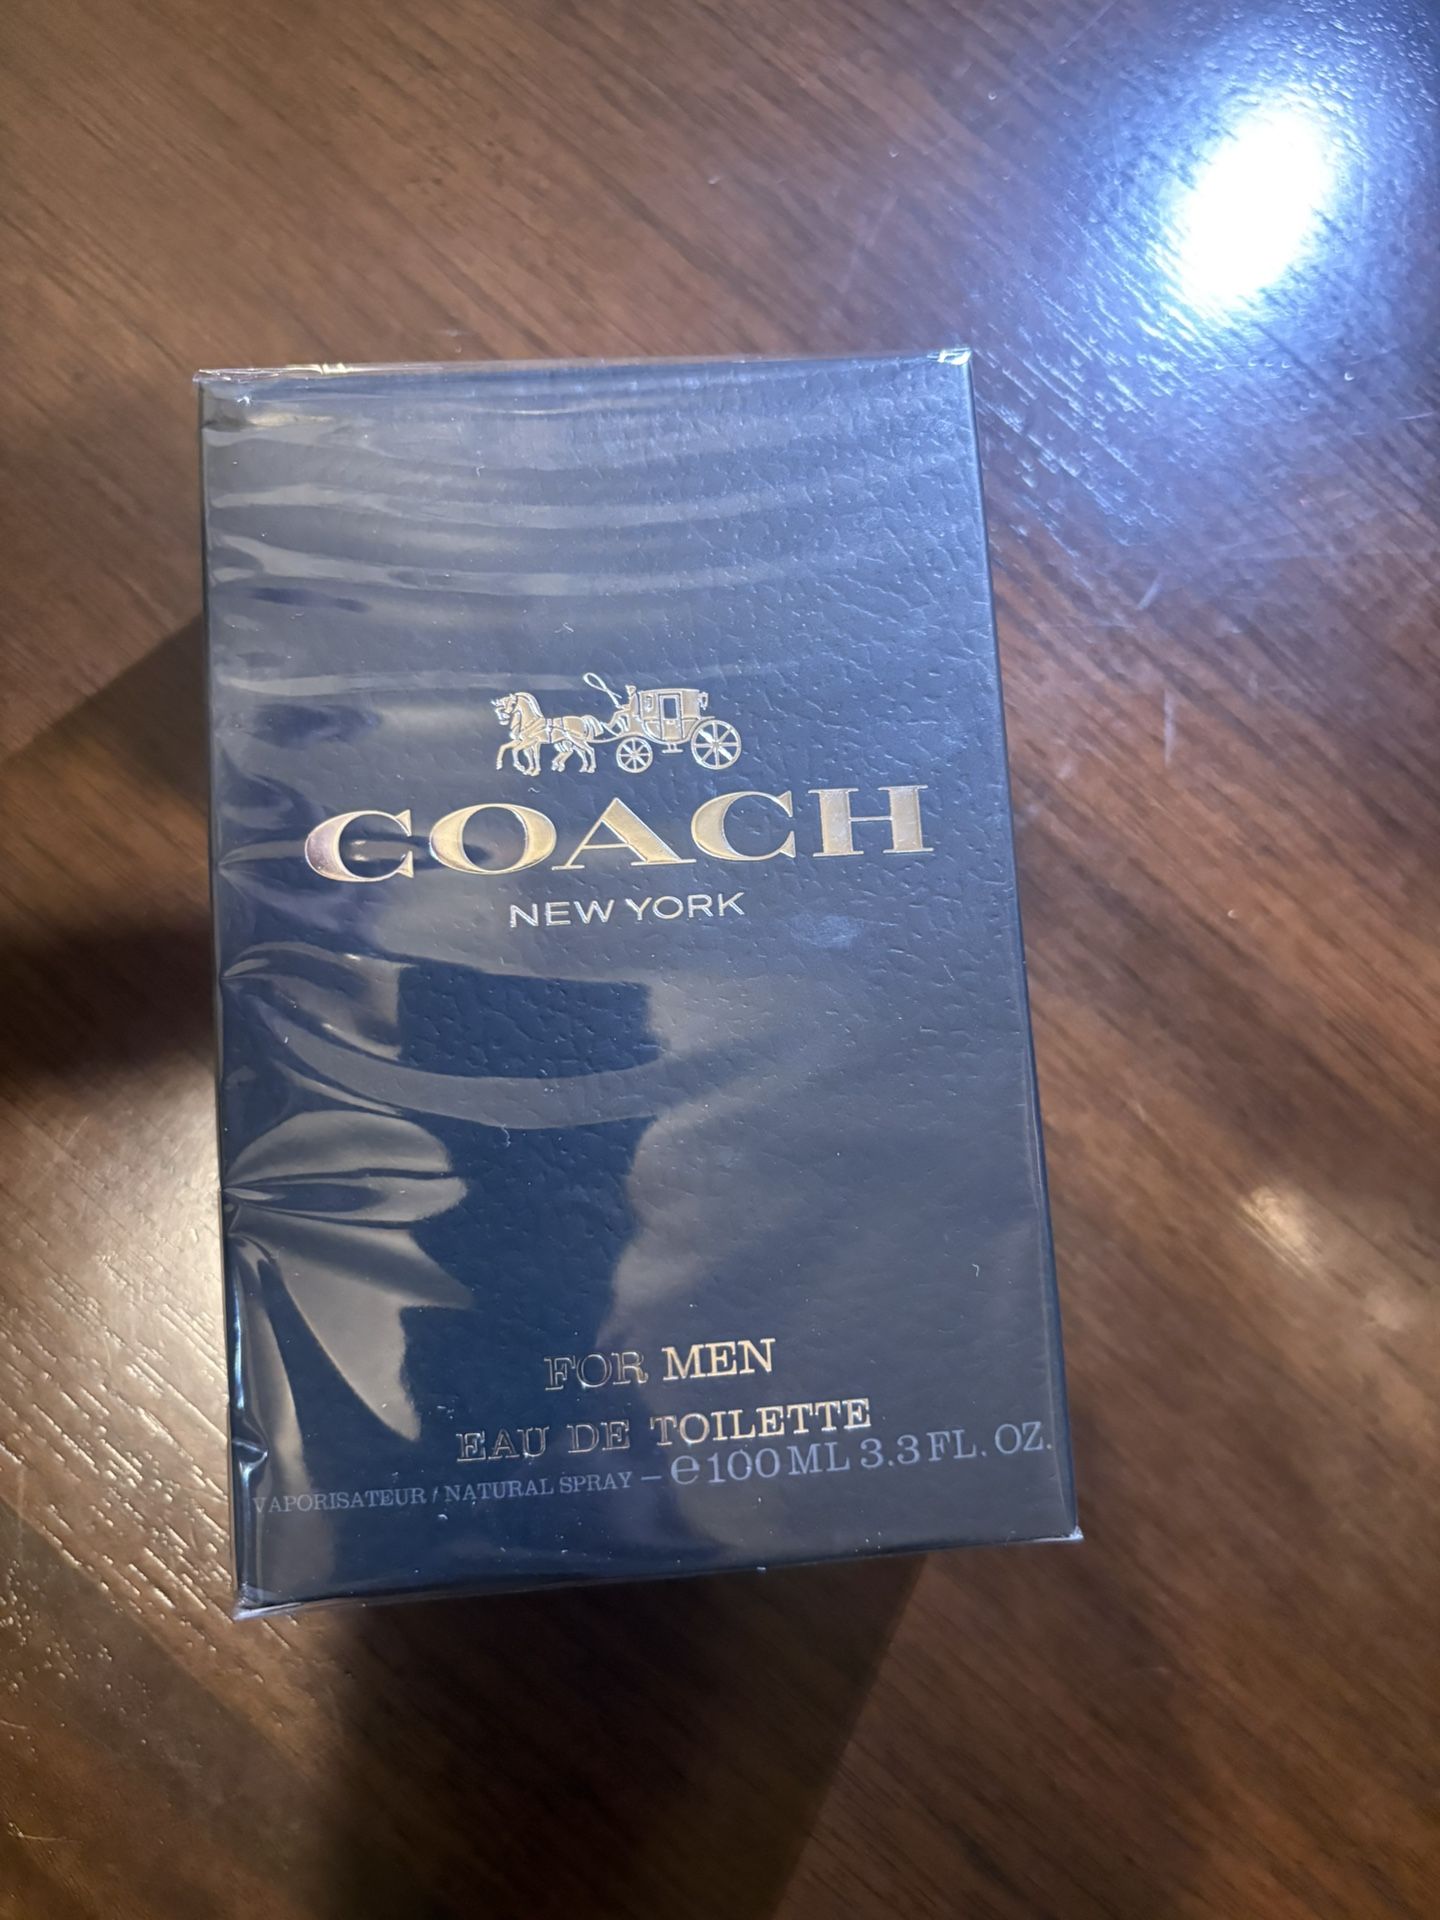 COACH
NEW YORK
FOR MEN
EAU DE TOILETTE
VAPORISATEUR / NATURAL SPRAY – ℮ 100 ML 3.3 FL. OZ.